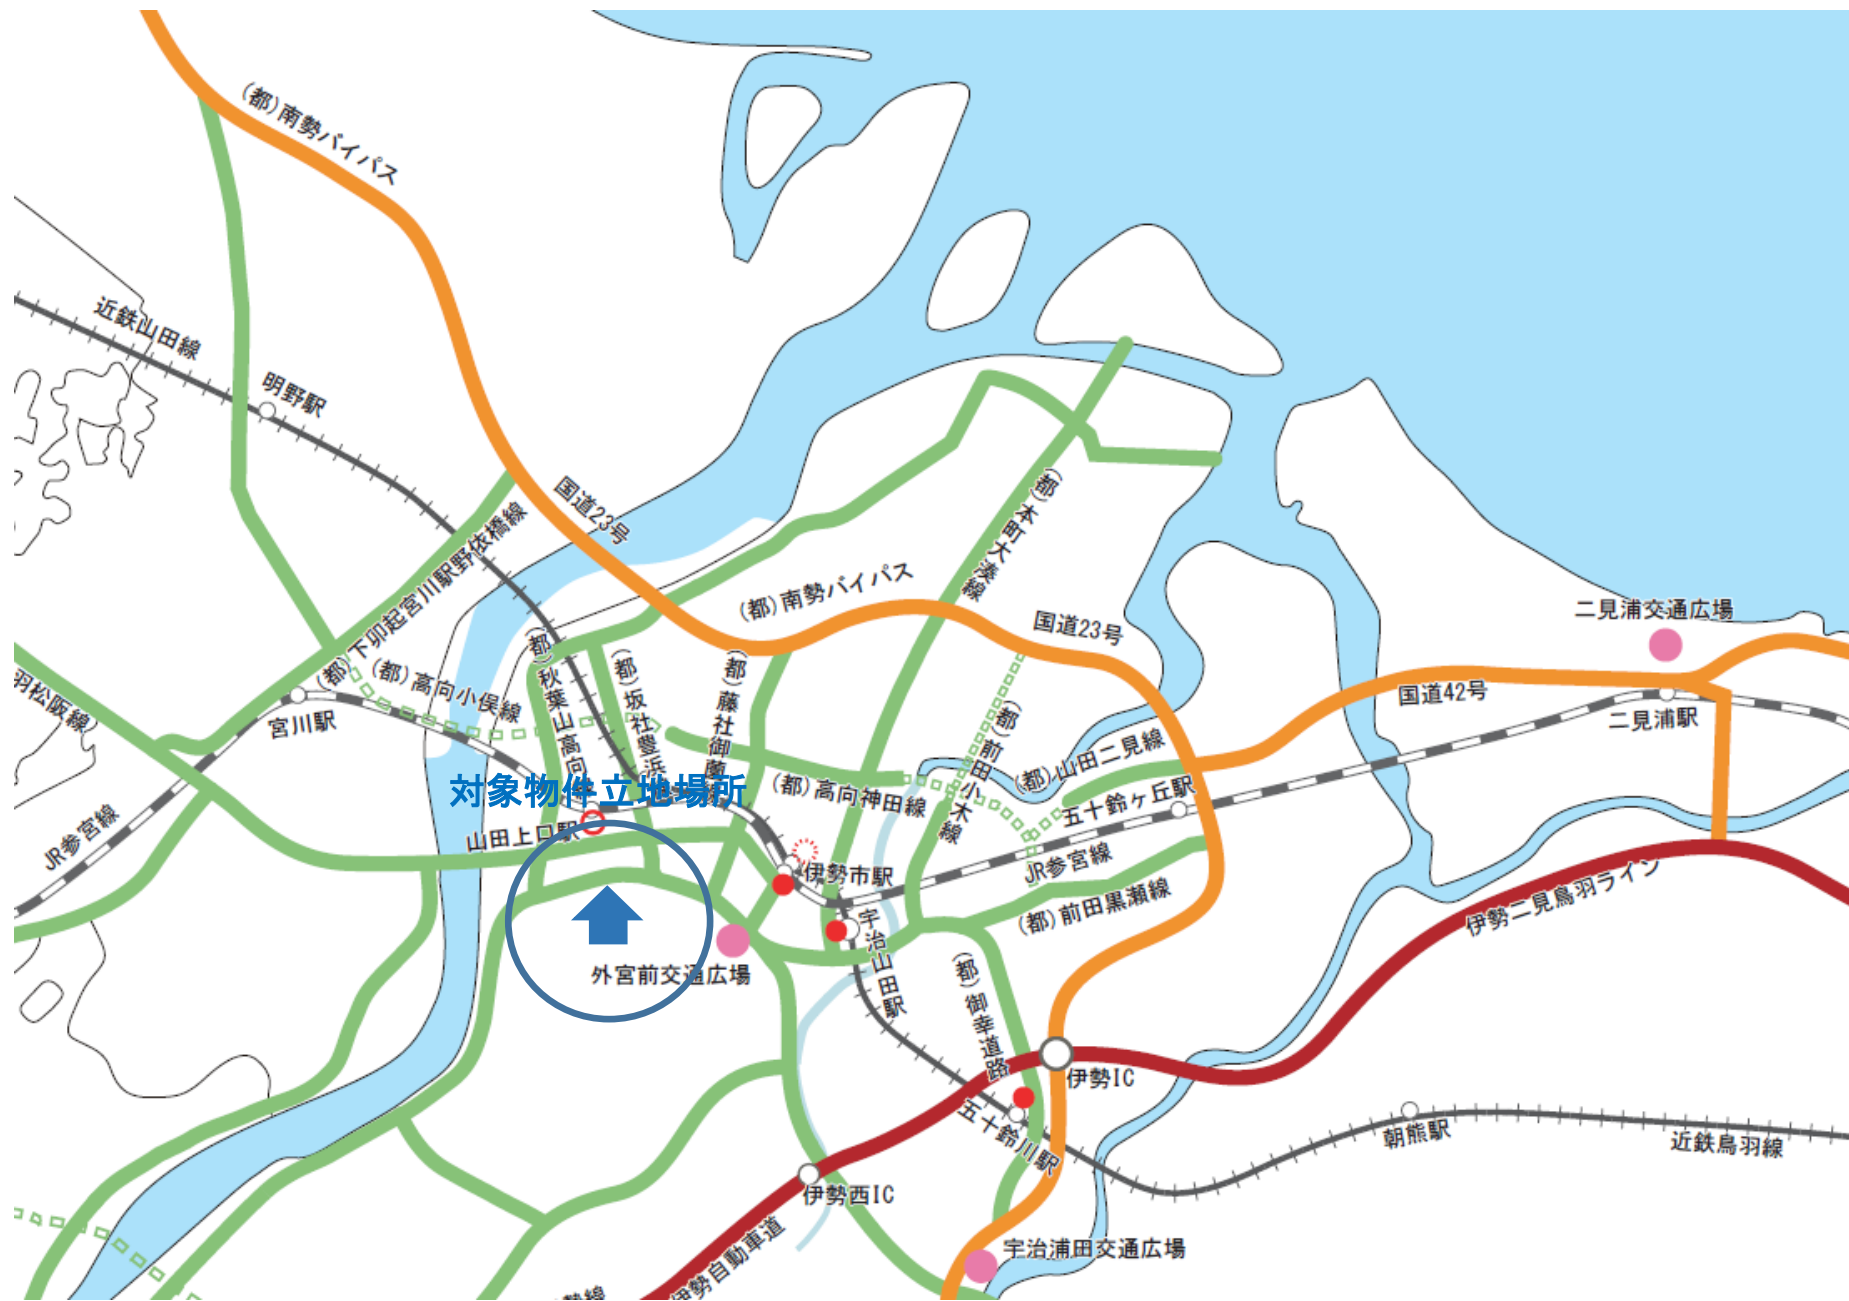 (都)南勢バイパス
近鉄山田線
明野駅
国道23号
(都)下卯起宮川駅野依橋線
(都)本町大湊線
(都)南勢バイパス
国道23号
二見浦交通広場
(都)高向小俣線
(都)秋葉山高向
(都)坂社豊浜
(都)藤社御薗線
羽松阪線)
宮川駅
国道42号
二見浦駅
(都)前田小木線
(都)山田二見線
対象物件立地場所
(都)高向神田線
五十鈴ヶ丘駅
JR参宮線
山田上口駅
伊勢市駅
JR参宮線
(都)前田黒瀬線
伊勢二見鳥羽ライン
宇治山田駅
外宮前交通広場
(都)御幸道路
伊勢IC
五十鈴川駅
朝熊駅
近鉄鳥羽線
伊勢西IC
宇治浦田交通広場
伊勢自動車道
勢線